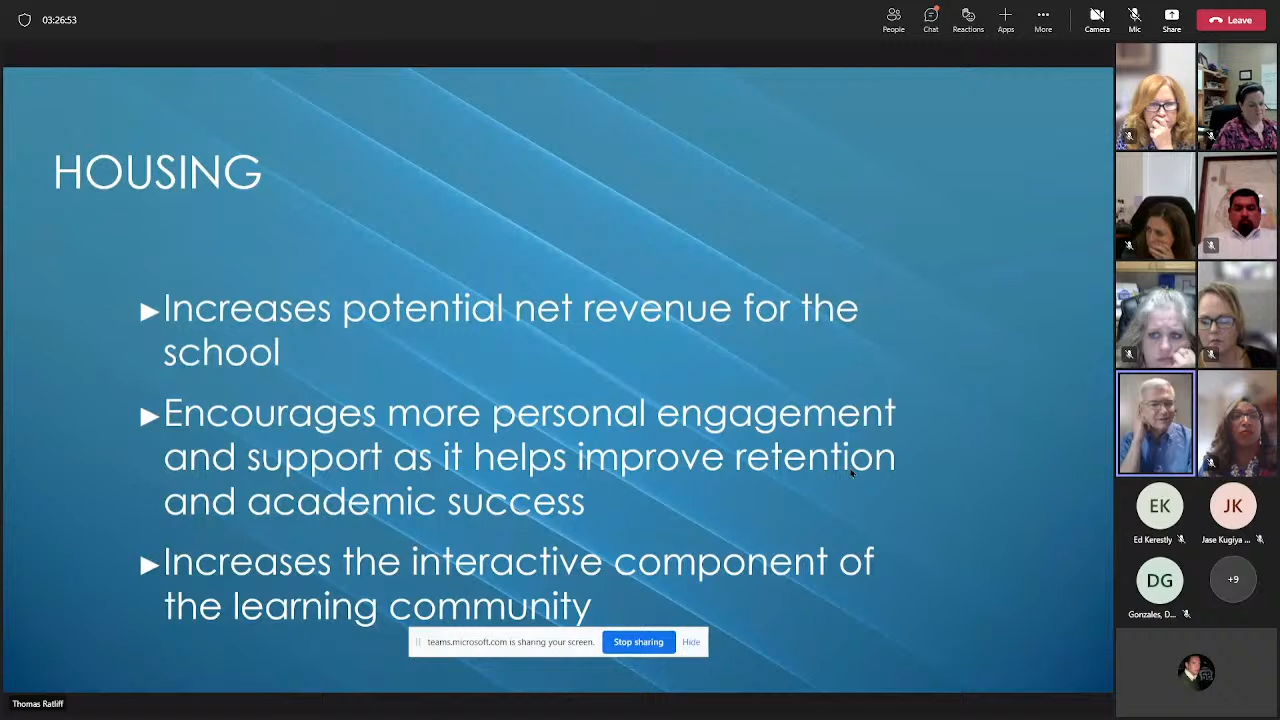 03:26:53
People
Chat
Reactions
Apps
More
Camera
Mic
Share
Leave
HOUSING
►Increases potential net revenue for the
school
►Encourages more personal engagement
and support as it helps improve retention
and academic success
►Increases the interactive component of
the learning community
teams.microsoft.com is sharing your screen.
Stop sharing
Hide
EK
JK
Ed Kerestly
Jase Kugiya ...
DG
+9
Gonzales, D...
Thomas Ratliff